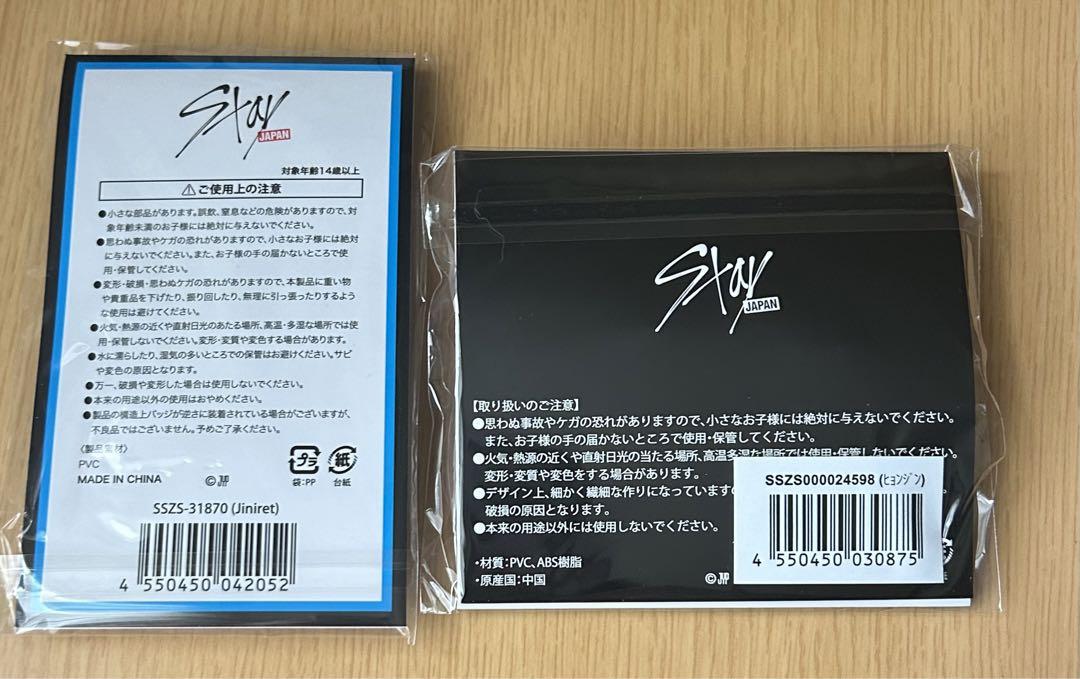 Stay
JAPAN
対象年齢14歳以上
⚠ご使用上の注意
●小さな部品があります。誤飲、窒息などの危険がありますので、対
象年齢未満のお子様には絶対に与えないでください。
●思わぬ事故やケガの恐れがありますので、小さなお子様には絶対
に与えないでください。また、お子様の手の届かないところで使
用・保管してください。
●変形・破損・思わぬケガの恐れがありますので、本製品に重い物
や貴重品を下げたり、振り回したり、無理に引っ張ったりするよう
な使用は避けてください。
●火気・熱源の近くや直射日光のあたる場所、高温・多湿な場所では使
用・保管しないでください。変形・変質や変色する場合があります。
●水に濡らしたり、湿気の多いところでの保管はお避けください。サビ
や変色の原因となります。
●万一、破損や変形した場合は使用しないでください。
●本来の用途以外の使用はおやめください。
●製品の構造上バッジが逆さに装着されている場合がございますが、
不良品ではございません。予めご了承ください。
〈製品素材〉
PVC
MADE IN CHINA
©JYP
プラ
袋:PP
紙
台紙
SSZS-31870 (Jiniret)
4 550450 042052
Stay
JAPAN
【取り扱いのご注意】
●思わぬ事故やケガの恐れがありますので、小さなお子様には絶対に与えないでください。
また、お子様の手の届かないところで使用・保管してください。
●火気・熱源の近くや直射日光の当たる場所、高温多湿な場所では使用・保管しないでください。
変形・変質や変色をする場合があります。
●デザイン上、細かく繊細な作りになっています
破損の原因となります。
●本来の用途以外には使用しないでください。
・材質:PVC、ABS樹脂
・原産国:中国
©JYP
SSZS000024598 (ﾋｮﾝｼﾞﾝ)
4 550450 030875